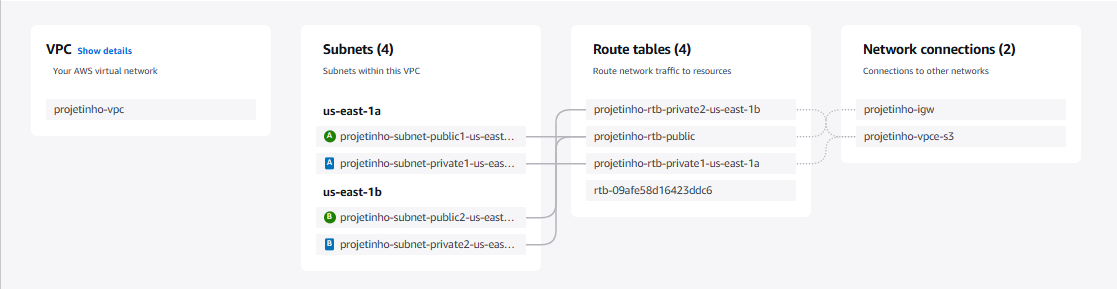 VPC Show details
Your AWS virtual network
projetinho-vpc
Subnets (4)
Subnets within this VPC
us-east-1a
A projetinho-subnet-public1-us-east...
A projetinho-subnet-private1-us-eas...
us-east-1b
B projetinho-subnet-public2-us-east...
B projetinho-subnet-private2-us-eas...
Route tables (4)
Route network traffic to resources
projetinho-rtb-private2-us-east-1b
projetinho-rtb-public
projetinho-rtb-private1-us-east-1a
rtb-09afe58d16423ddc6
Network connections (2)
Connections to other networks
projetinho-igw
projetinho-vpce-s3